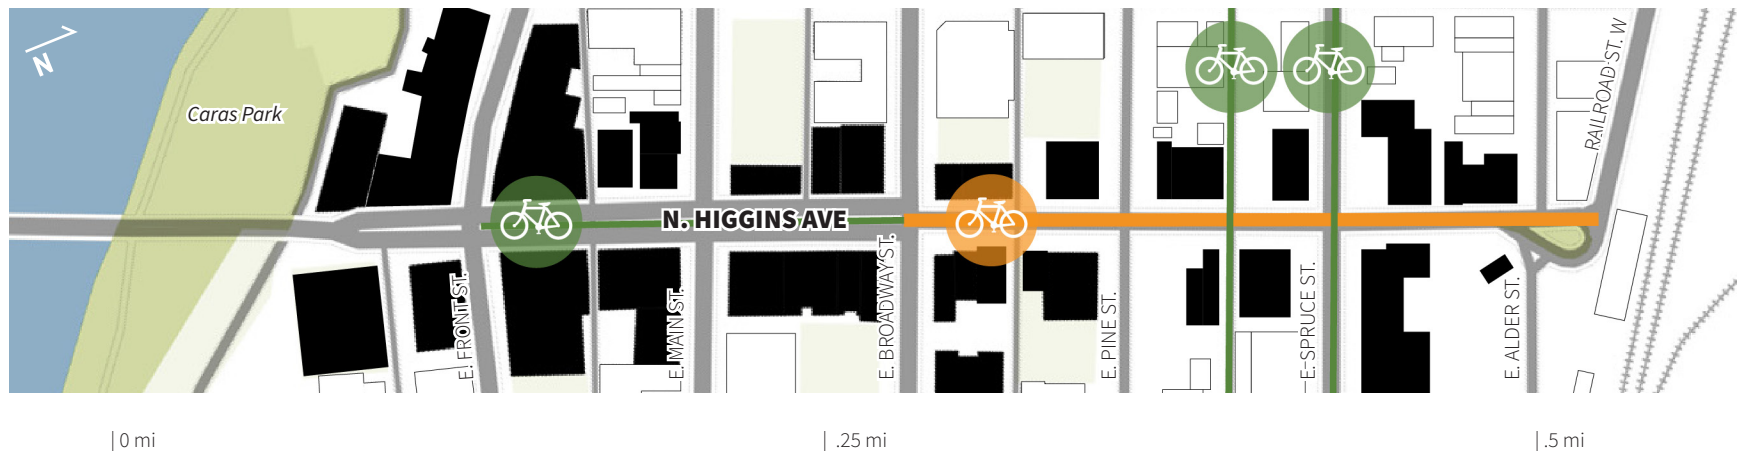 N
Caras Park
RAILROAD ST. W
N. HIGGINS AVE
E. FRONT ST.
E. MAIN ST.
E. BROADWAY ST.
E. PINE ST.
E. SPRUCE ST.
E. ALDER ST.
| 0 mi
| .25 mi
| .5 mi